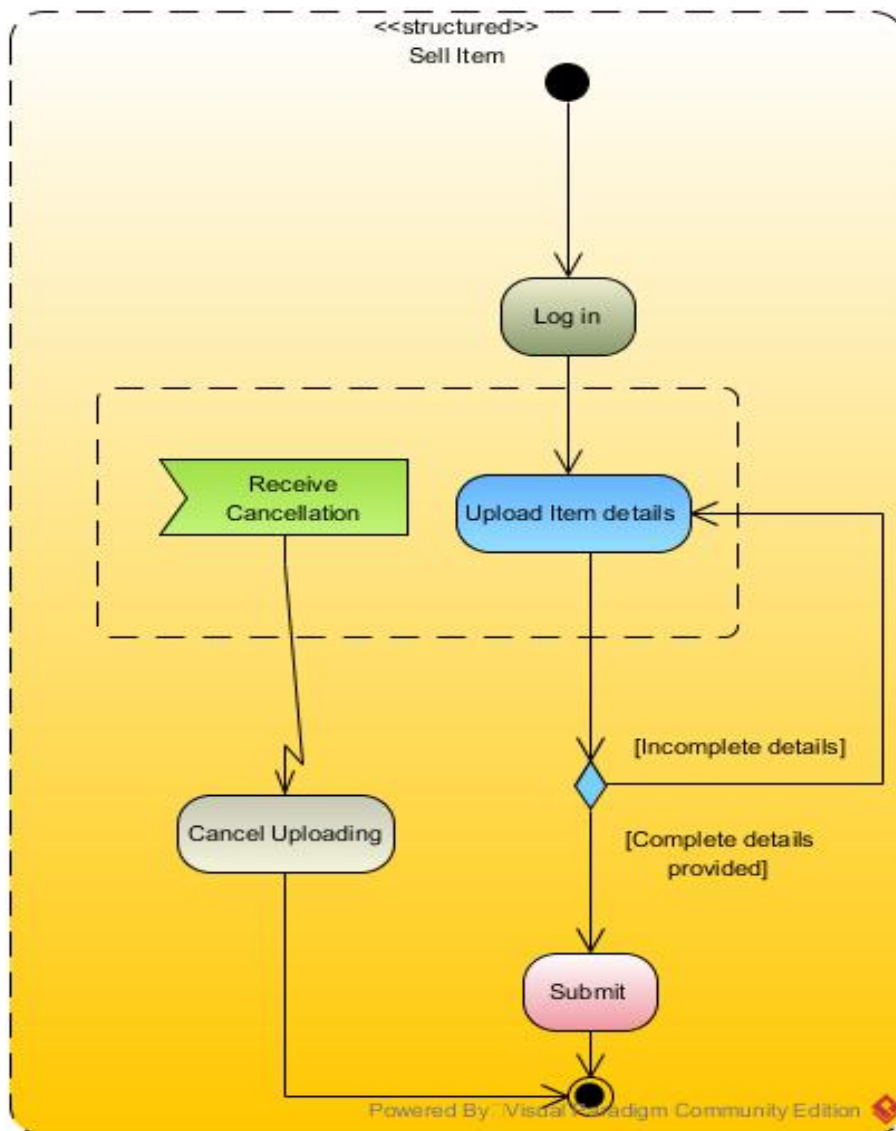 <<structured>>
Sell Item
Log in
Receive
Cancellation
Upload Item details
[Incomplete details]
Cancel Uploading
[Complete details
provided]
Submit
Powered By Visual Paradigm Community Edition